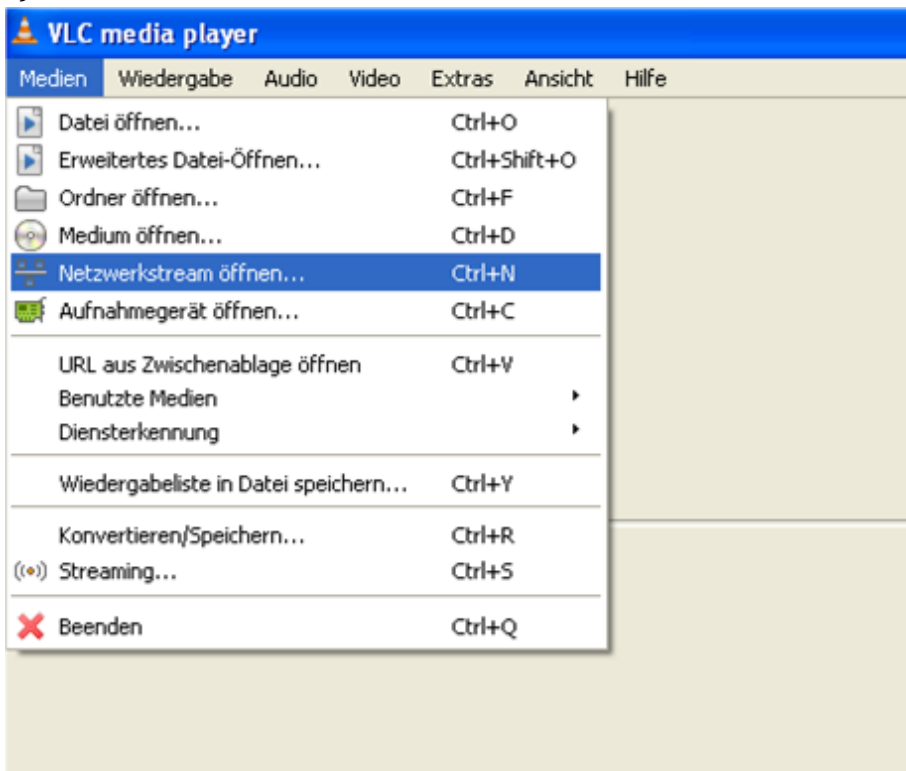 VLC media player
Medien Wiedergabe Audio Video Extras Ansicht Hilfe
Datei öffnen... Ctrl+O
Erweitertes Datei-Öffnen... Ctrl+Shift+O
Ordner öffnen... Ctrl+F
Medium öffnen... Ctrl+D
Netzwerkstream öffnen... Ctrl+N
Aufnahmegerät öffnen... Ctrl+C
URL aus Zwischenablage öffnen Ctrl+V
Benutzte Medien
Diensterkennung
Wiedergabeliste in Datei speichern... Ctrl+Y
Konvertieren/Speichern... Ctrl+R
Streaming... Ctrl+S
Beenden Ctrl+Q